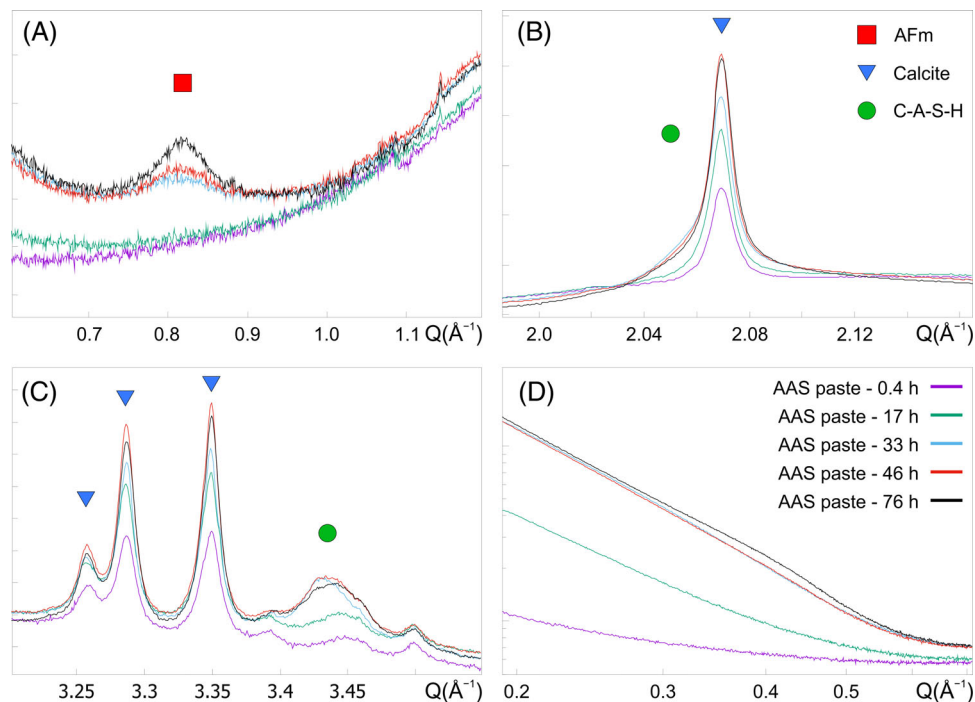 (A)
0.7 0.8 0.9 1.0 1.1 Q(Å⁻¹)
(B)
AFm
Calcite
C-A-S-H
2.0 2.04 2.08 2.12 Q(Å⁻¹)
(C)
3.25 3.3 3.35 3.4 3.45 Q(Å⁻¹)
(D)
AAS paste - 0.4 h
AAS paste - 17 h
AAS paste - 33 h
AAS paste - 46 h
AAS paste - 76 h
0.2 0.3 0.4 0.5 Q(Å⁻¹)